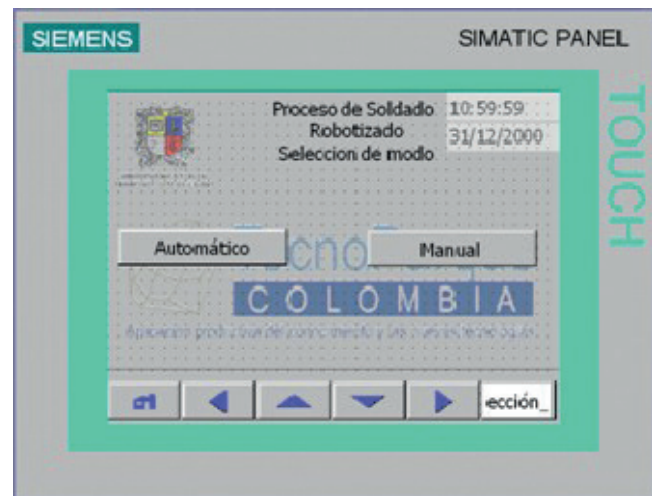 SIEMENS
SIMATIC PANEL
TOUCH
Proceso de Soldado
Robotizado
Seleccion de modo
10:59:59
31/12/2000
Automático
Manual
COLOMBIA
ección_